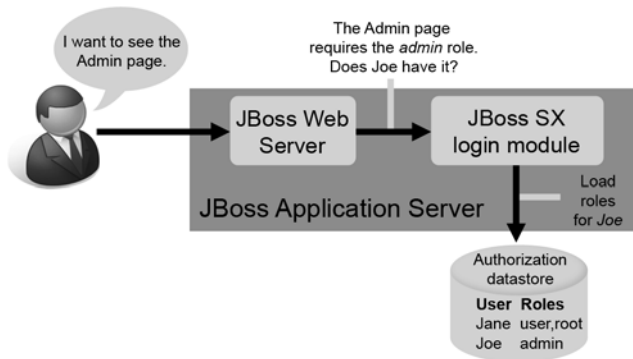 I want to see the
Admin page.
The Admin page
requires the admin role.
Does Joe have it?
JBoss Web
Server
JBoss SX
login module
JBoss Application Server
Load
roles
for Joe
Authorization
datastore
User Roles
Jane user,root
Joe admin